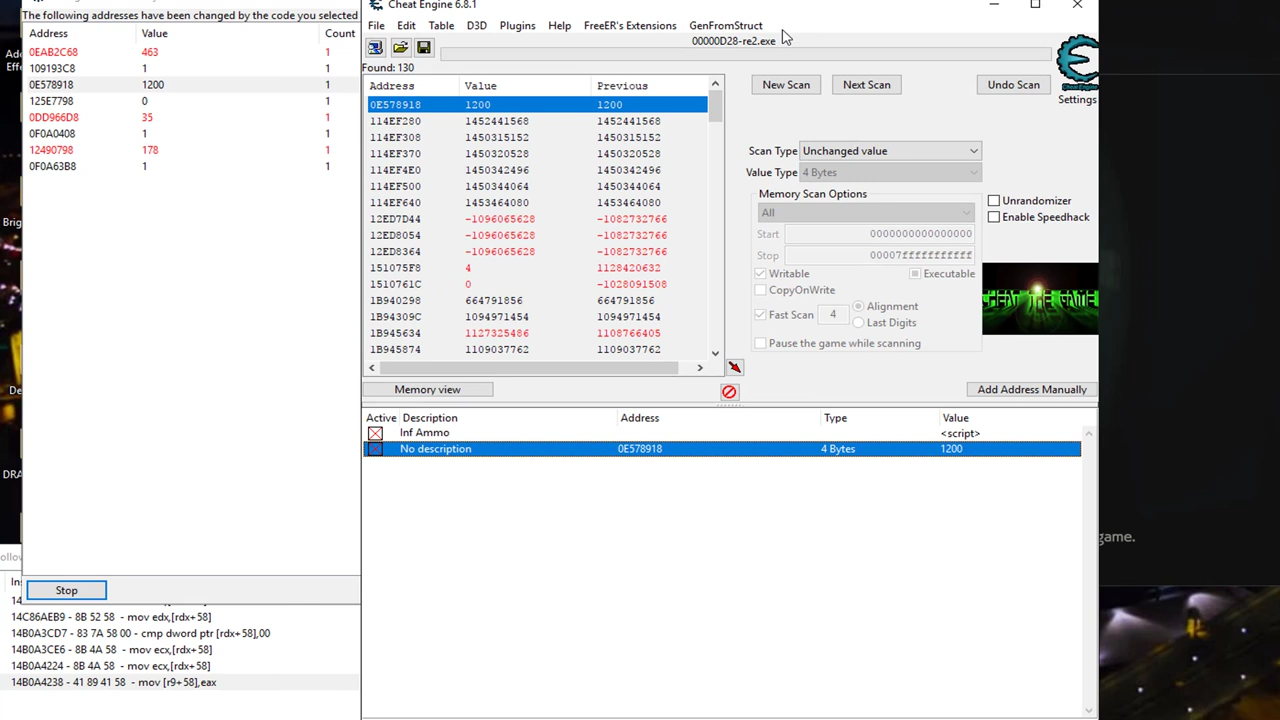 Cheat Engine 6.8.1
The following addresses have been changed by the code you selected
File Edit Table D3D Plugins Help FreeER's Extensions GenFromStruct
00000D28-re2.exe
Address Value Count
0EAB2C68 463 1
109193C8 1 1
0E578918 1200 1
125E7798 0 1
0DD966D8 35 1
0F0A0408 1 1
12490798 178 1
0F0A63B8 1 1
Stop
14C86AEB9 - 8B 52 58 - mov edx,[rdx+58]
14B0A3CD7 - 83 7A 58 00 - cmp dword ptr [rdx+58],00
14B0A3CE6 - 8B 4A 58 - mov ecx,[rdx+58]
14B0A4224 - 8B 4A 58 - mov ecx,[rdx+58]
14B0A4238 - 41 89 41 58 - mov [r9+58],eax
Found: 130
Address Value Previous
0E578918 1200 1200
114EF280 1452441568 1452441568
114EF308 1450315152 1450315152
114EF370 1450320528 1450320528
114EF4E0 1450342496 1450342496
114EF500 1450344064 1450344064
114EF640 1453464080 1453464080
12ED7D44 -1096065628 -1082732766
12ED8054 -1096065628 -1082732766
12ED8364 -1096065628 -1082732766
151075F8 4 1128420632
1510761C 0 -1028091508
1B940298 664791856 664791856
1B94309C 1094971454 1094971454
1B945634 1127325486 1108766405
1B945874 1109037762 1109037762
Memory view
New Scan Next Scan Undo Scan
Cheat Engine
Settings
Scan Type Unchanged value
Value Type 4 Bytes
Memory Scan Options
All
Start 0000000000000000
Stop 00007fffffffffff
Writable Executable
CopyOnWrite
Fast Scan 4 Alignment
Last Digits
Pause the game while scanning
Unrandomizer
Enable Speedhack
CHEAT THE GAME
Add Address Manually
Active Description Address Type Value
Inf Ammo <script>
No description 0E578918 4 Bytes 1200
game.